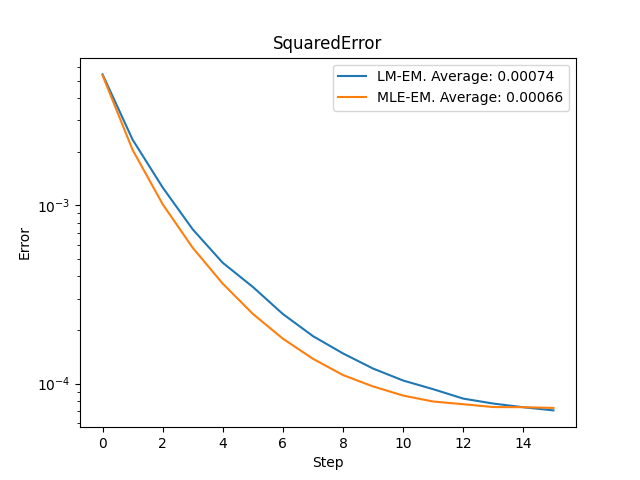 SquaredError
LM-EM. Average: 0.00074
MLE-EM. Average: 0.00066
10⁻³
10⁻⁴
Error
0 2 4 6 8 10 12 14
Step